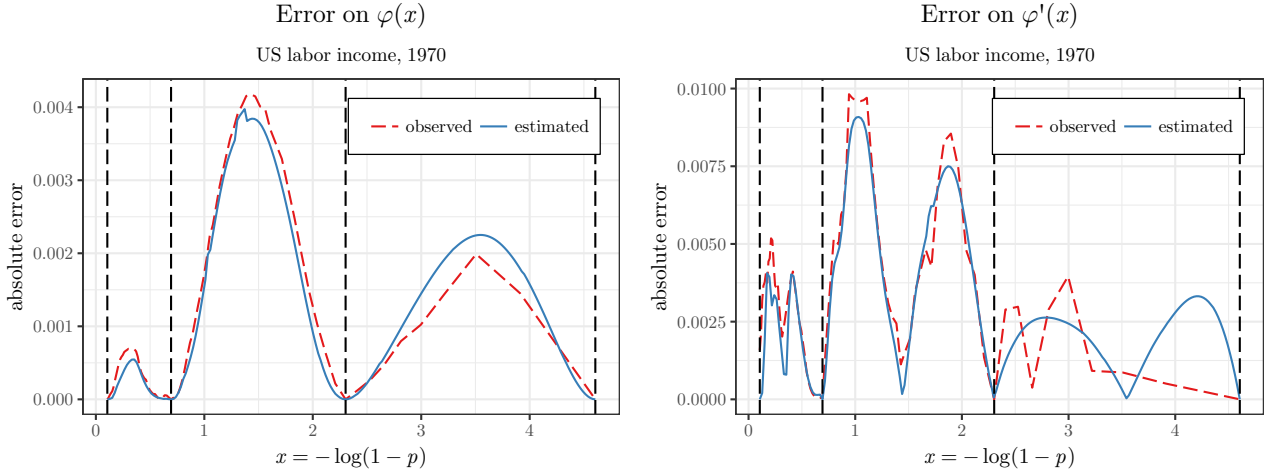 Error on φ(x)
US labor income, 1970
absolute error
0.004
0.003
0.002
0.001
0.000
observed
estimated
0 1 2 3 4
x = −log(1 − p)
Error on φ'(x)
US labor income, 1970
absolute error
0.0100
0.0075
0.0050
0.0025
0.0000
observed
estimated
0 1 2 3 4
x = −log(1 − p)